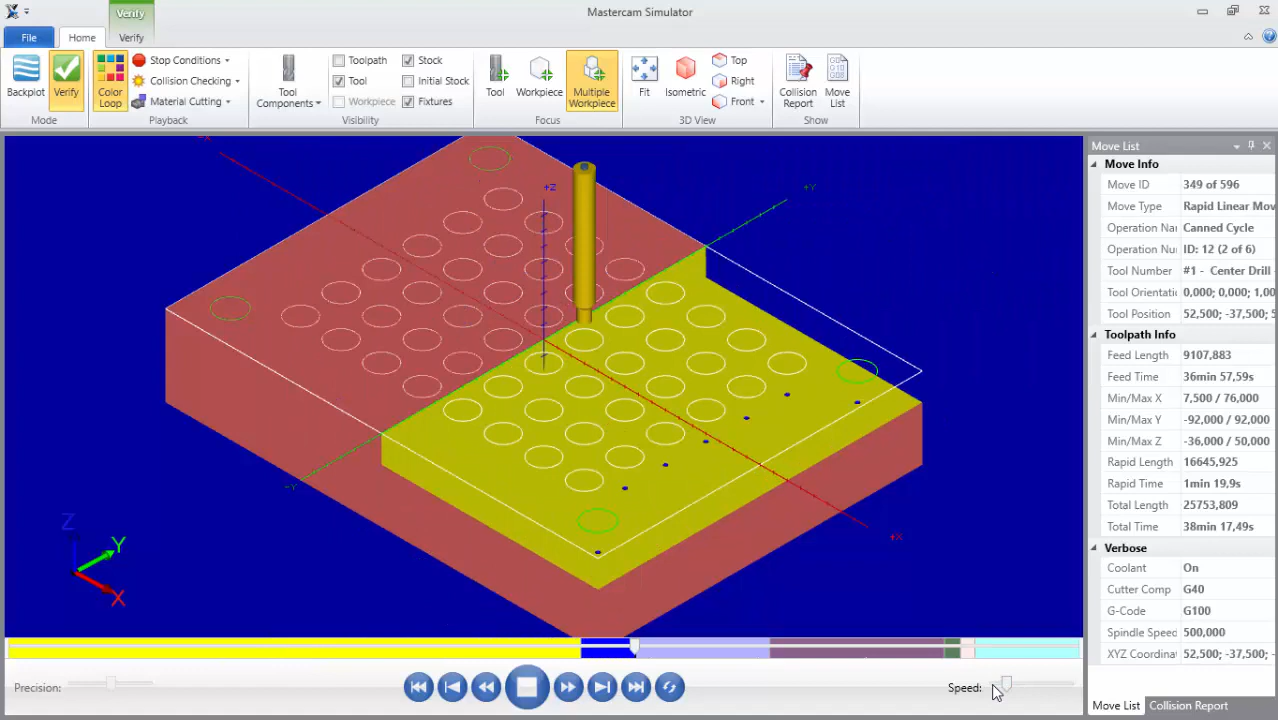 Verify
Mastercam Simulator
File
Home
Verify
Backplot
Verify
Mode
Color Loop
Stop Conditions
Collision Checking
Material Cutting
Playback
Tool Components
Toolpath
Tool
Workpiece
Stock
Initial Stock
Fixtures
Visibility
Tool
Workpiece
Multiple Workpiece
Focus
Fit
Isometric
Top
Right
Front
3D View
Collision Report
Move List
Show
-X
+Z
+Y
-Y
+X
Z
Y
X
Move List
Move Info
Move ID 349 of 596
Move Type Rapid Linear Mov
Operation Nar Canned Cycle
Operation Nu ID: 12 (2 of 6)
Tool Number #1 - Center Drill
Tool Orientati 0,000; 0,000; 1,00
Tool Position 52,500; -37,500; 5
Toolpath Info
Feed Length 9107,883
Feed Time 36min 57,59s
Min/Max X 7,500 / 76,000
Min/Max Y -92,000 / 92,000
Min/Max Z -36,000 / 50,000
Rapid Length 16645,925
Rapid Time 1min 19,9s
Total Length 25753,809
Total Time 38min 17,49s
Verbose
Coolant On
Cutter Comp G40
G-Code G100
Spindle Speed 500,000
XYZ Coordinat 52,500; -37,500;
Move List
Collision Report
Precision:
Speed: